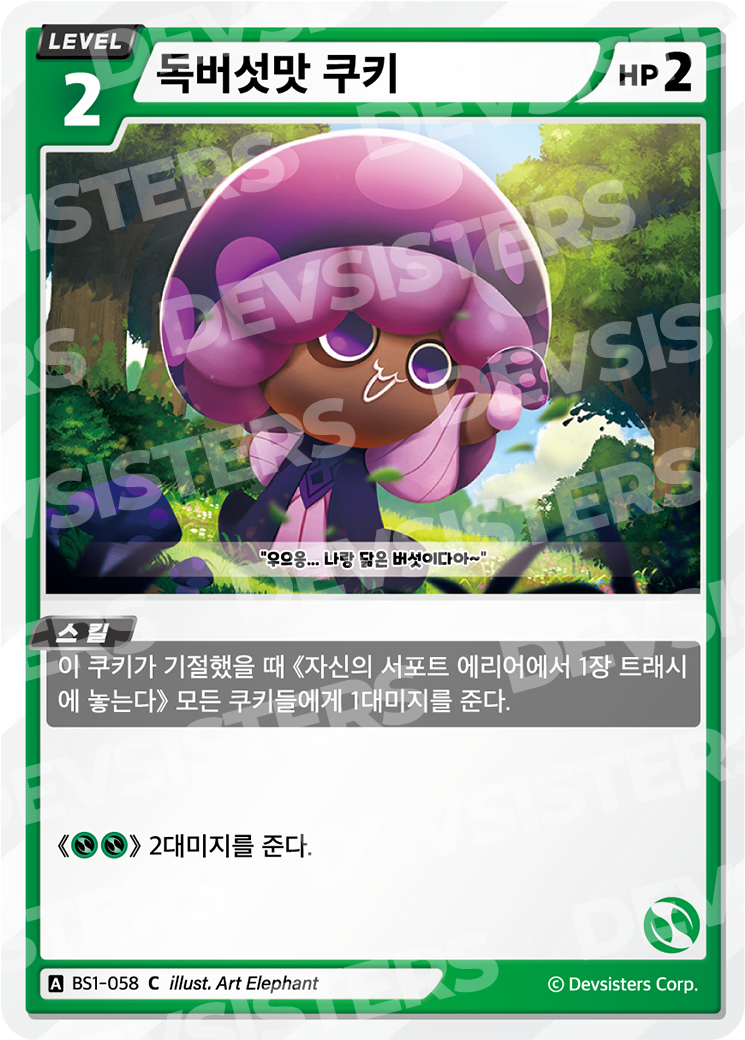 LEVEL
2
독버섯맛 쿠키
HP 2
"우으응... 나랑 닮은 버섯이다아~"
스킬
이 쿠키가 기절했을 때 《자신의 서포트 에리어에서 1장 트래시
에 놓는다》 모든 쿠키들에게 1대미지를 준다.
《》 2대미지를 준다.
A BS1-058 C illust. Art Elephant
© Devsisters Corp.
DEVSISTERS